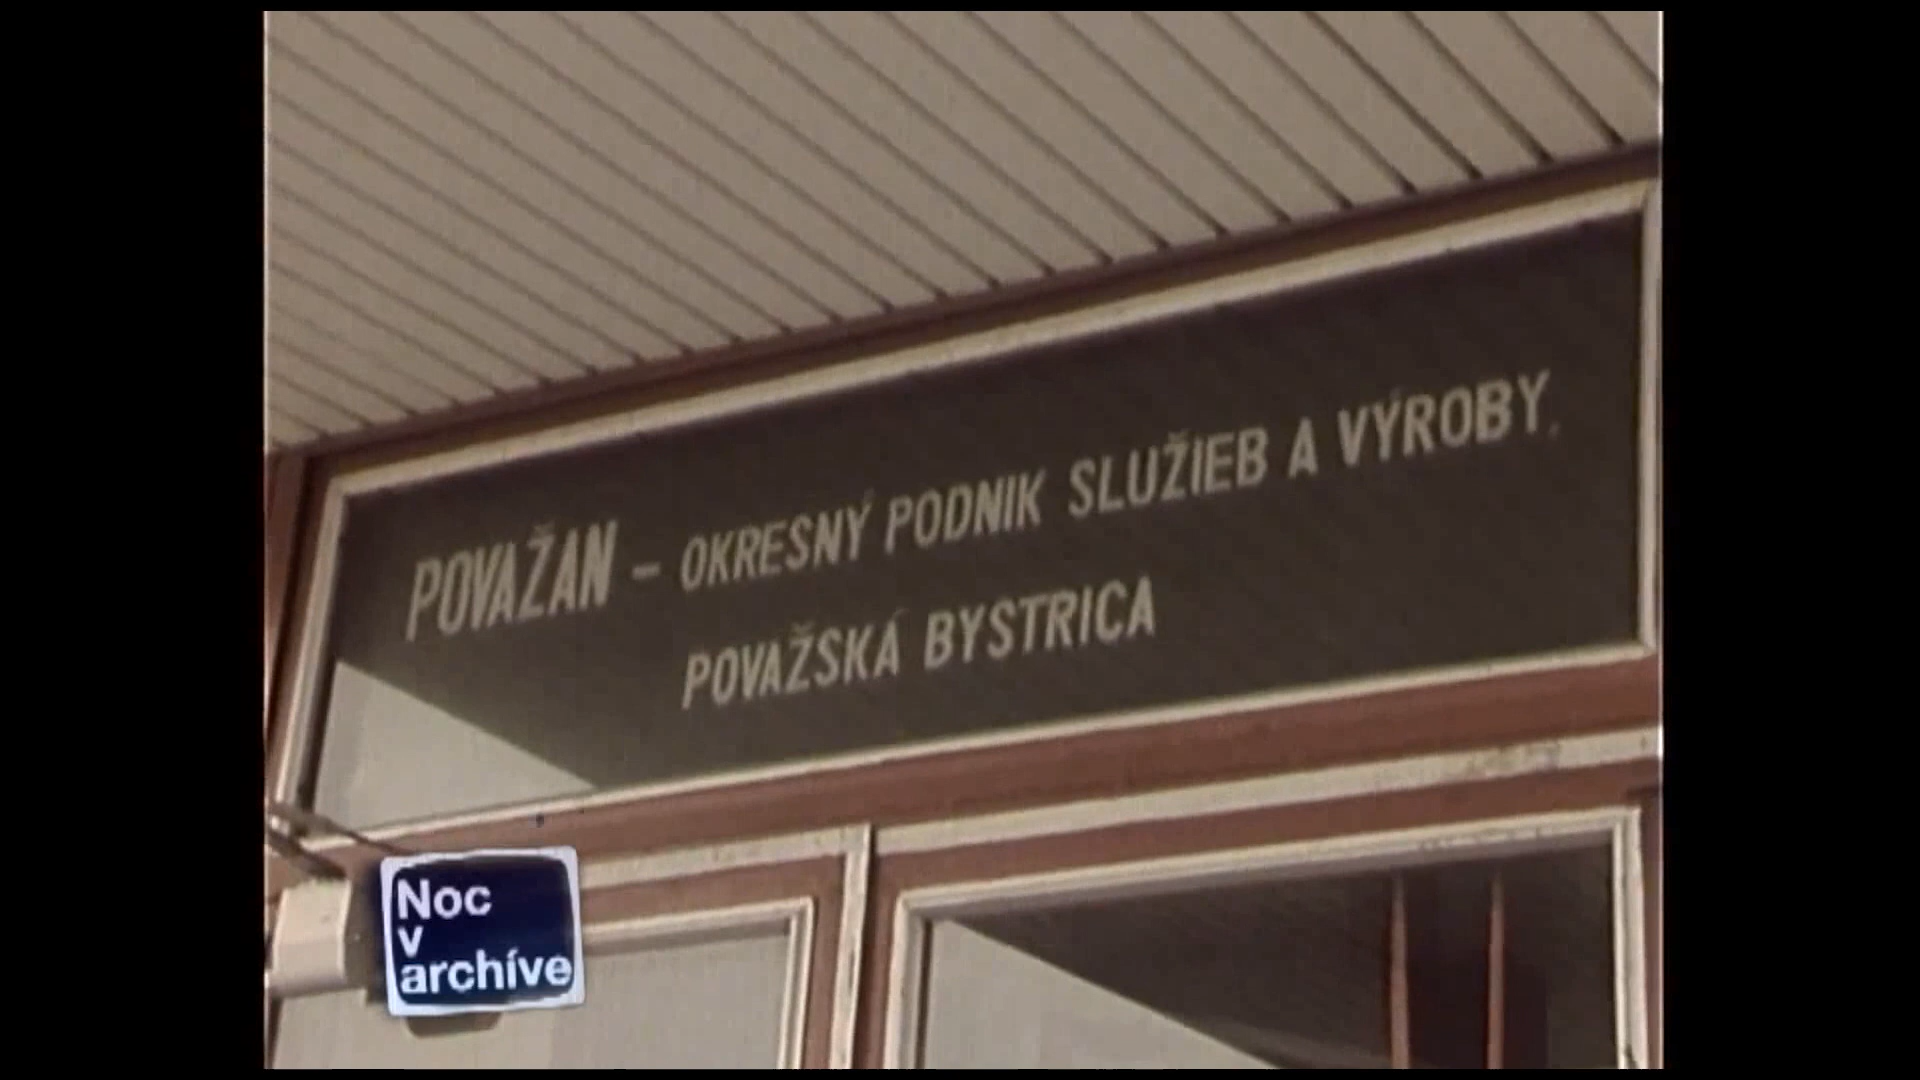 POVAŽAN – OKRESNÝ PODNIK SLUŽIEB A VÝROBY,
POVAŽSKÁ BYSTRICA
Noc
v
archíve